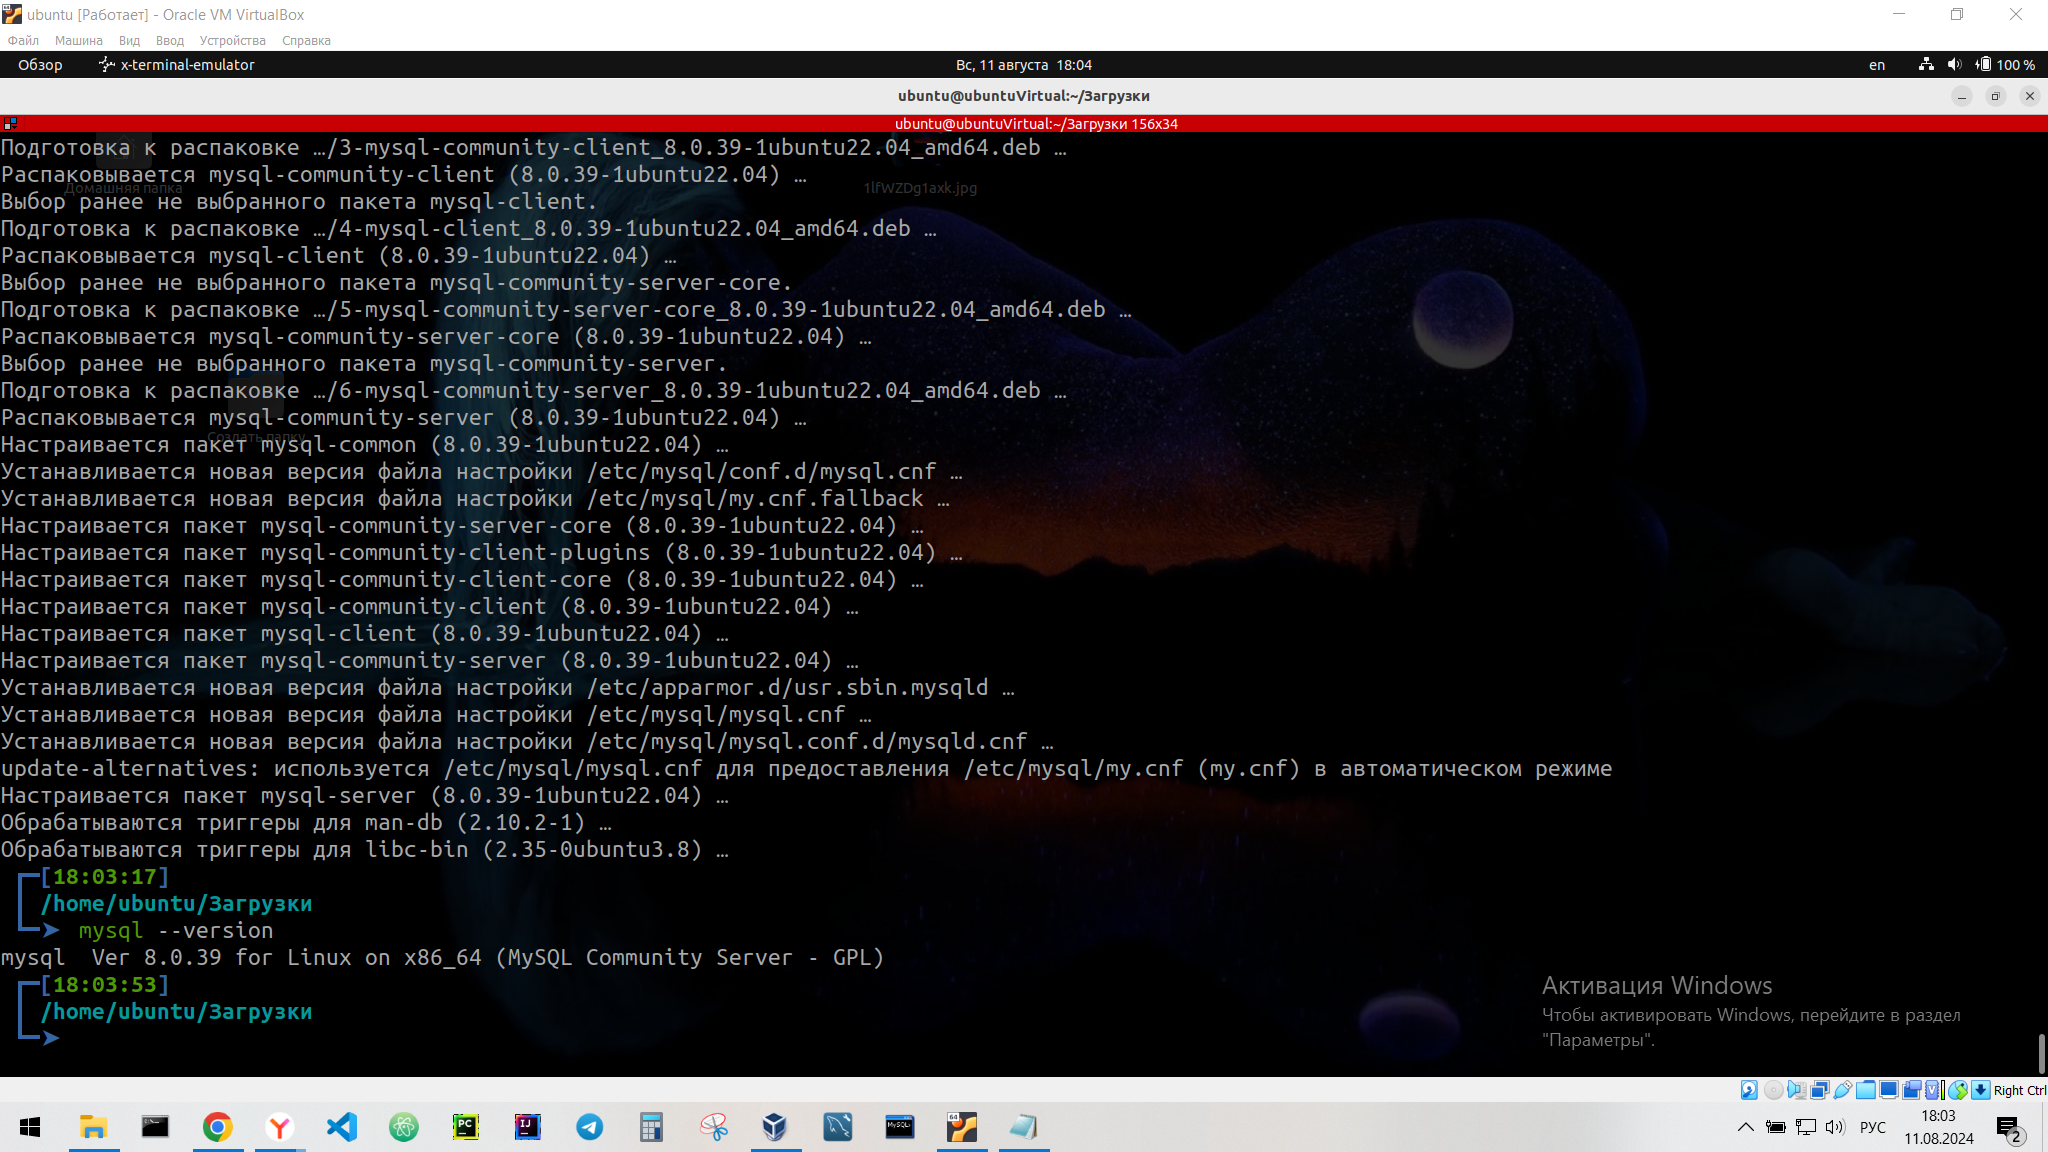 ubuntu [Работает] - Oracle VM VirtualBox
Файл Машина Вид Ввод Устройства Справка
Обзор x-terminal-emulator Вс, 11 августа 18:04 en 100 %
ubuntu@ubuntuVirtual:~/Загрузки
ubuntu@ubuntuVirtual:~/Загрузки 156x34
Подготовка к распаковке …/3-mysql-community-client_8.0.39-1ubuntu22.04_amd64.deb …
Распаковывается mysql-community-client (8.0.39-1ubuntu22.04) …
Домашняя папка 1lfWZDg1axk.jpg
Выбор ранее не выбранного пакета mysql-client.
Подготовка к распаковке …/4-mysql-client_8.0.39-1ubuntu22.04_amd64.deb …
Распаковывается mysql-client (8.0.39-1ubuntu22.04) …
Выбор ранее не выбранного пакета mysql-community-server-core.
Подготовка к распаковке …/5-mysql-community-server-core_8.0.39-1ubuntu22.04_amd64.deb …
Распаковывается mysql-community-server-core (8.0.39-1ubuntu22.04) …
Выбор ранее не выбранного пакета mysql-community-server.
Подготовка к распаковке …/6-mysql-community-server_8.0.39-1ubuntu22.04_amd64.deb …
Распаковывается mysql-community-server (8.0.39-1ubuntu22.04) …
Создать папку
Настраивается пакет mysql-common (8.0.39-1ubuntu22.04) …
Устанавливается новая версия файла настройки /etc/mysql/conf.d/mysql.cnf …
Устанавливается новая версия файла настройки /etc/mysql/my.cnf.fallback …
Настраивается пакет mysql-community-server-core (8.0.39-1ubuntu22.04) …
Настраивается пакет mysql-community-client-plugins (8.0.39-1ubuntu22.04) …
Настраивается пакет mysql-community-client-core (8.0.39-1ubuntu22.04) …
Настраивается пакет mysql-community-client (8.0.39-1ubuntu22.04) …
Настраивается пакет mysql-client (8.0.39-1ubuntu22.04) …
Настраивается пакет mysql-community-server (8.0.39-1ubuntu22.04) …
Устанавливается новая версия файла настройки /etc/apparmor.d/usr.sbin.mysqld …
Устанавливается новая версия файла настройки /etc/mysql/mysql.cnf …
Устанавливается новая версия файла настройки /etc/mysql/mysql.conf.d/mysqld.cnf …
update-alternatives: используется /etc/mysql/mysql.cnf для предоставления /etc/mysql/my.cnf (my.cnf) в автоматическом режиме
Настраивается пакет mysql-server (8.0.39-1ubuntu22.04) …
Обрабатываются триггеры для man-db (2.10.2-1) …
Обрабатываются триггеры для libc-bin (2.35-0ubuntu3.8) …
[18:03:17]
/home/ubuntu/Загрузки
mysql --version
mysql  Ver 8.0.39 for Linux on x86_64 (MySQL Community Server - GPL)
[18:03:53]
/home/ubuntu/Загрузки
Активация Windows
Чтобы активировать Windows, перейдите в раздел
"Параметры".
Right Ctrl
РУС 18:03
11.08.2024 2